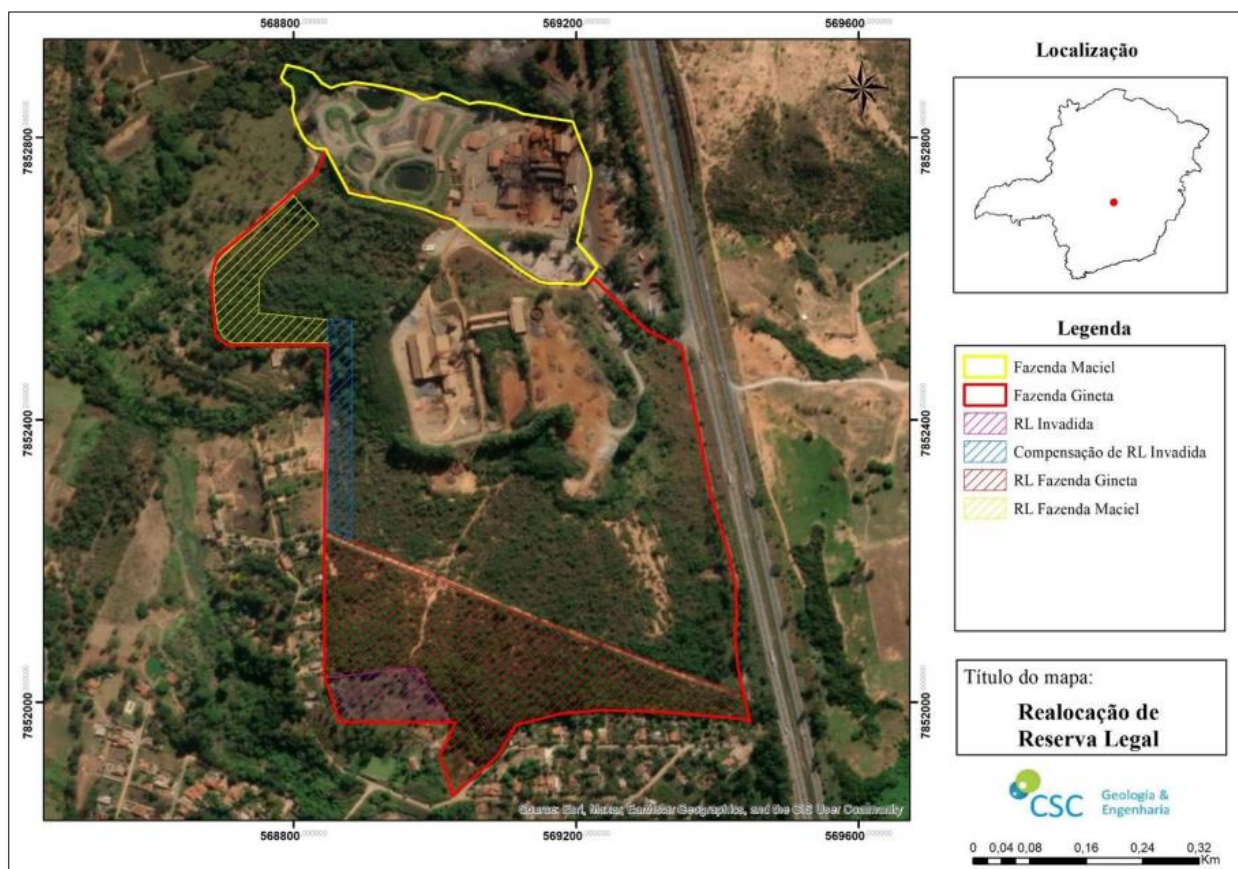 568800
569200
569600
7852800
7852400
7852000
7852800
7852400
7852000
568800
569200
569600
Source: Esri, Maxar, Earthstar Geographics, and the GIS User Community
Localização
Legenda
Fazenda Maciel
Fazenda Gineta
RL Invadida
Compensação de RL Invadida
RL Fazenda Gineta
RL Fazenda Maciel
Título do mapa:
Realocação de
Reserva Legal
CSC
Geologia &
Engenharia
0 0,04 0,08 0,16 0,24 0,32
Km